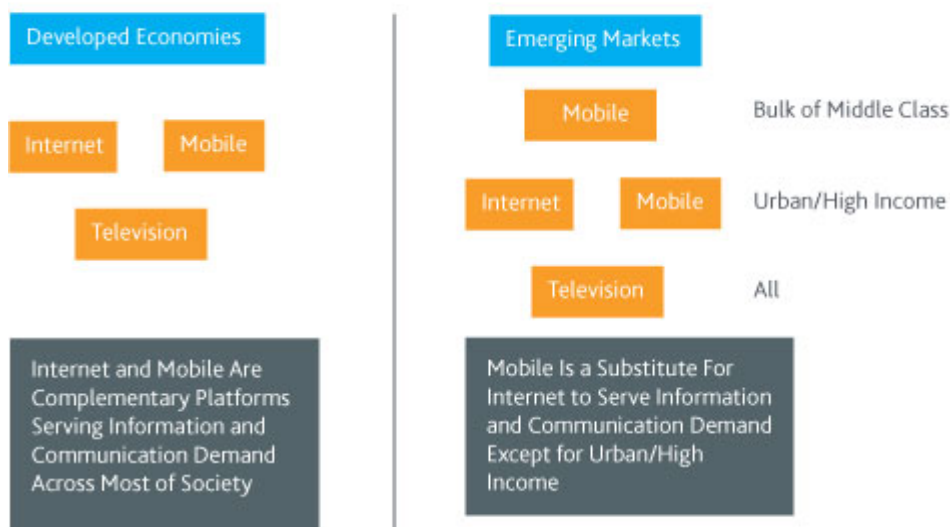 Developed Economies
Internet
Mobile
Television
Internet and Mobile Are
Complementary Platforms
Serving Information and
Communication Demand
Across Most of Society
Emerging Markets
Mobile
Bulk of Middle Class
Internet
Mobile
Urban/High Income
Television
All
Mobile Is a Substitute For
Internet to Serve Information
and Communication Demand
Except for Urban/High
Income